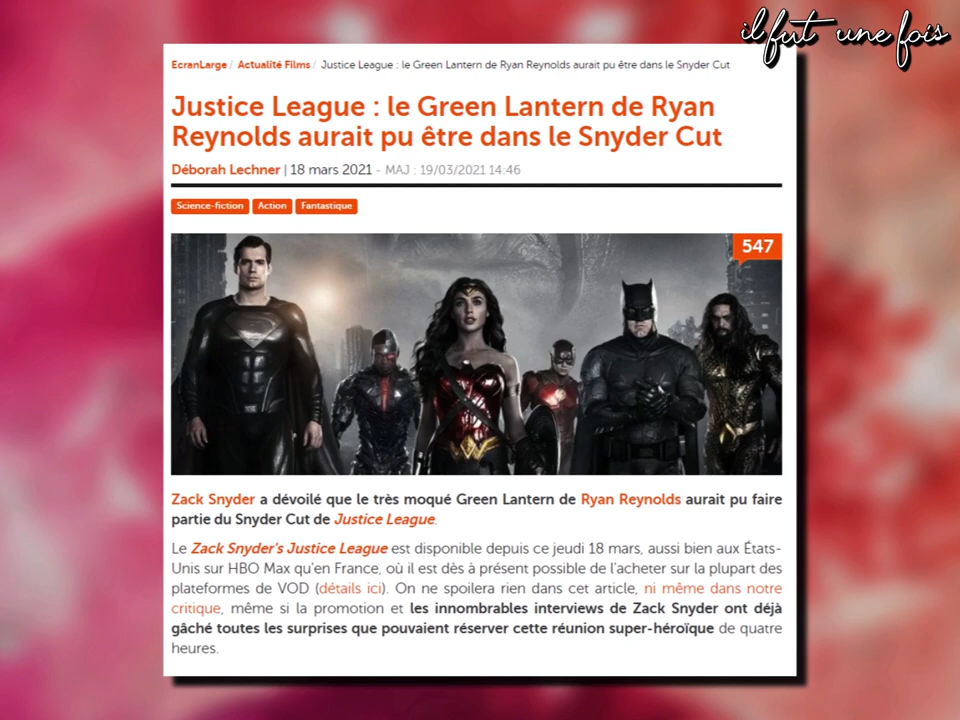 il fut une fois
EcranLarge / Actualité Films / Justice League : le Green Lantern de Ryan Reynolds aurait pu être dans le Snyder Cut
Justice League : le Green Lantern de Ryan
Reynolds aurait pu être dans le Snyder Cut
Déborah Lechner | 18 mars 2021 - MAJ : 19/03/2021 14:46
Science-fiction Action Fantastique
547
Zack Snyder a dévoilé que le très moqué Green Lantern de Ryan Reynolds aurait pu faire
partie du Snyder Cut de Justice League.
Le Zack Snyder's Justice League est disponible depuis ce jeudi 18 mars, aussi bien aux États-
Unis sur HBO Max qu'en France, où il est dès à présent possible de l'acheter sur la plupart des
plateformes de VOD (détails ici). On ne spoilera rien dans cet article, ni même dans notre
critique, même si la promotion et les innombrables interviews de Zack Snyder ont déjà
gâché toutes les surprises que pouvaient réserver cette réunion super-héroïque de quatre
heures.